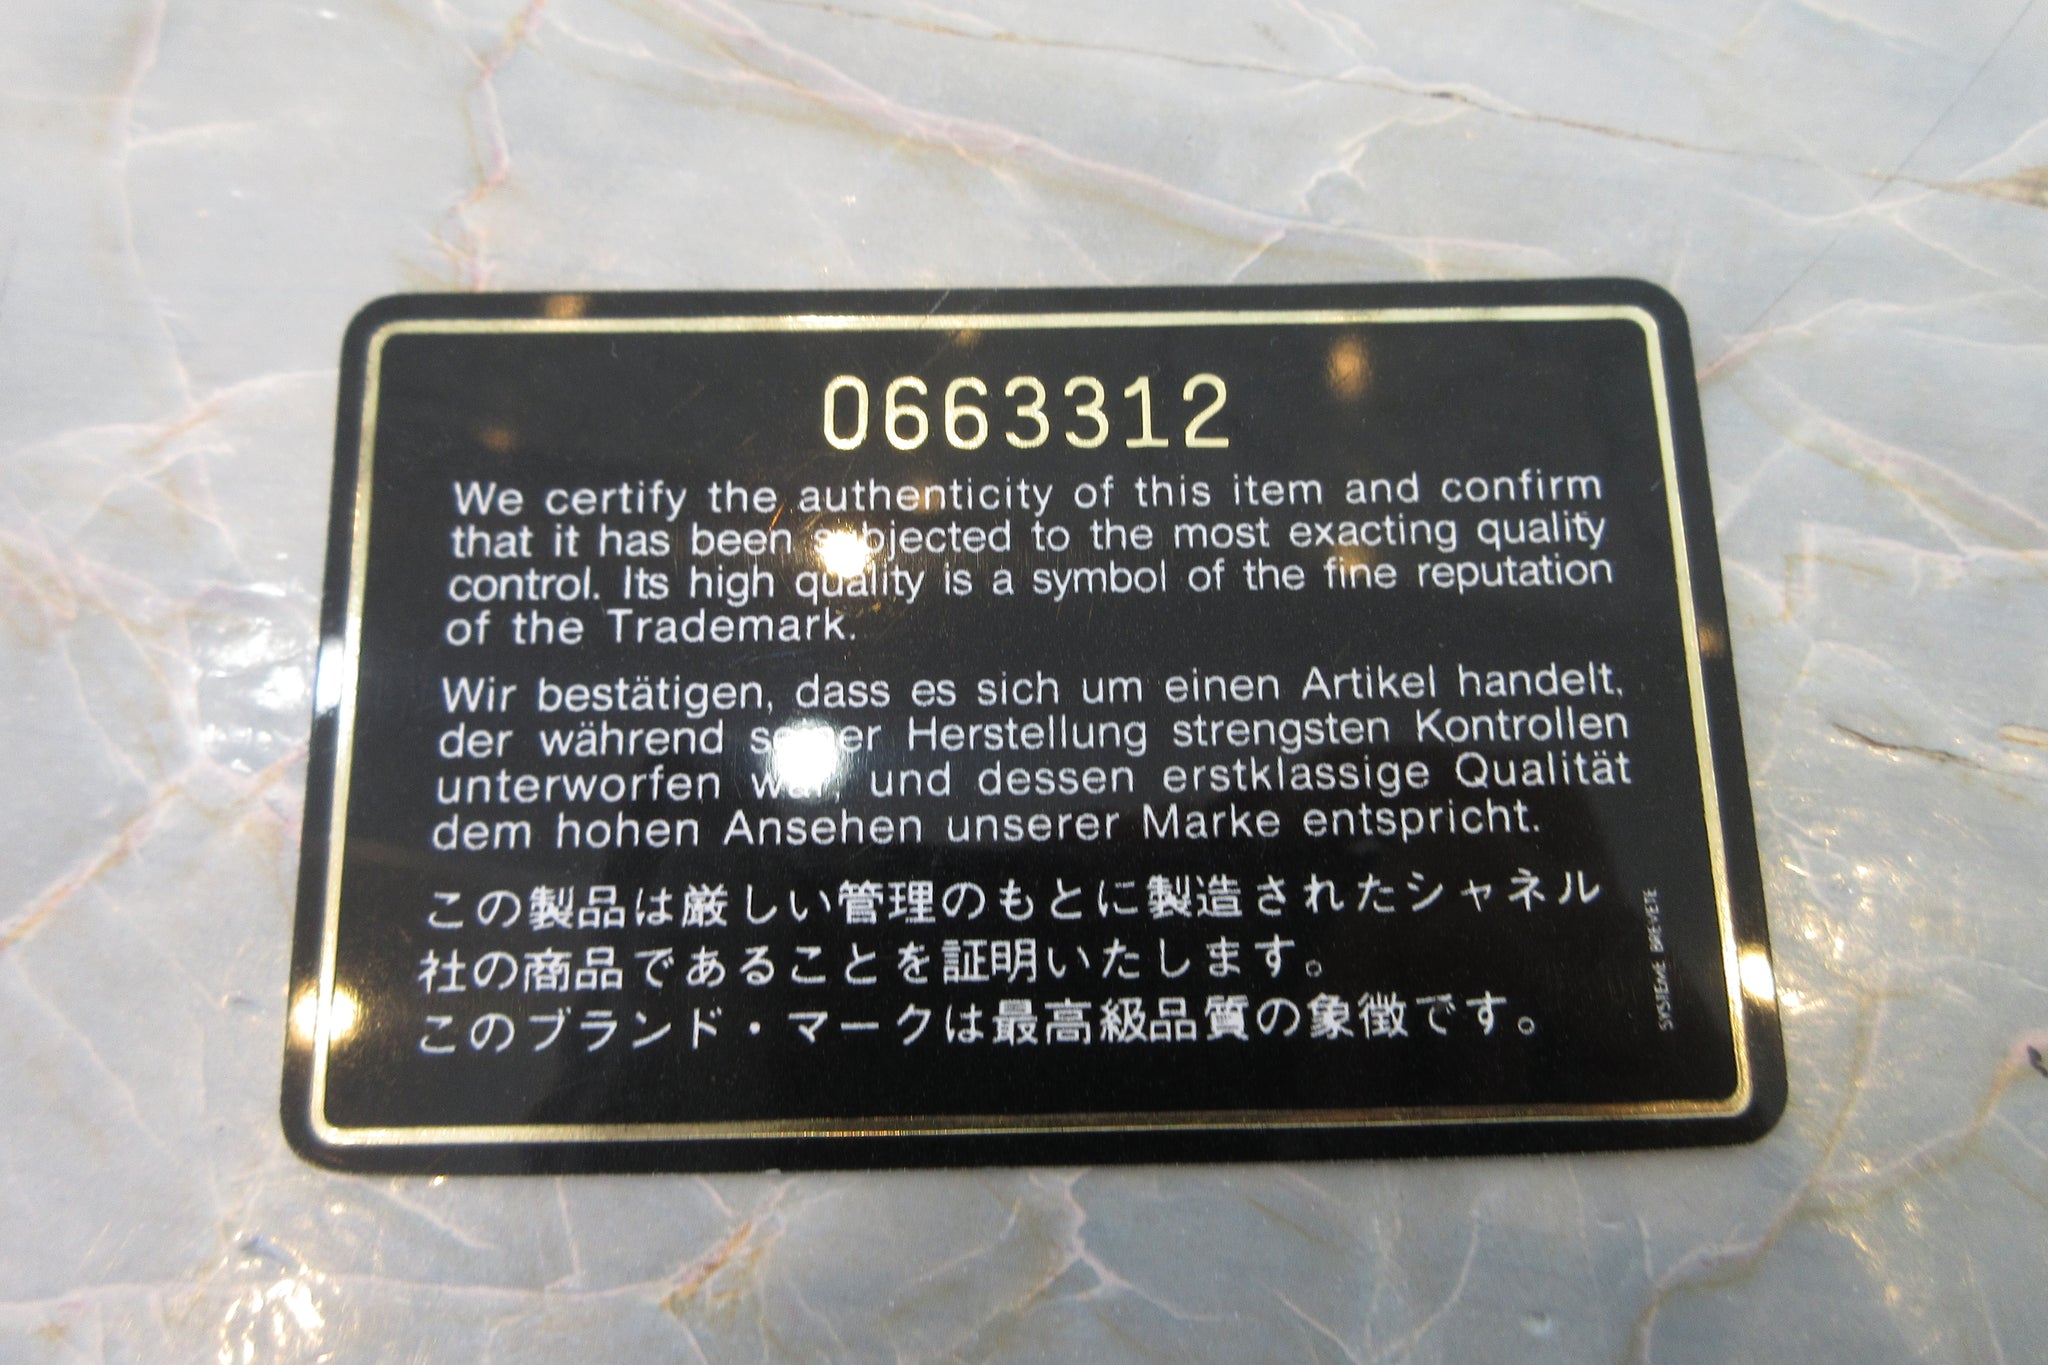 0663312
We certify the authenticity of this item and confirm
that it has been subjected to the most exacting quality
control. Its high quality is a symbol of the fine reputation
of the Trademark.
Wir bestätigen, dass es sich um einen Artikel handelt,
der während seiner Herstellung strengsten Kontrollen
unterworfen war, und dessen erstklassige Qualität
dem hohen Ansehen unserer Marke entspricht.
この製品は厳しい管理のもとに製造されたシャネル
社の商品であることを証明いたします。
このブランド・マークは最高級品質の象徴です。
SYSTEME BREVETE